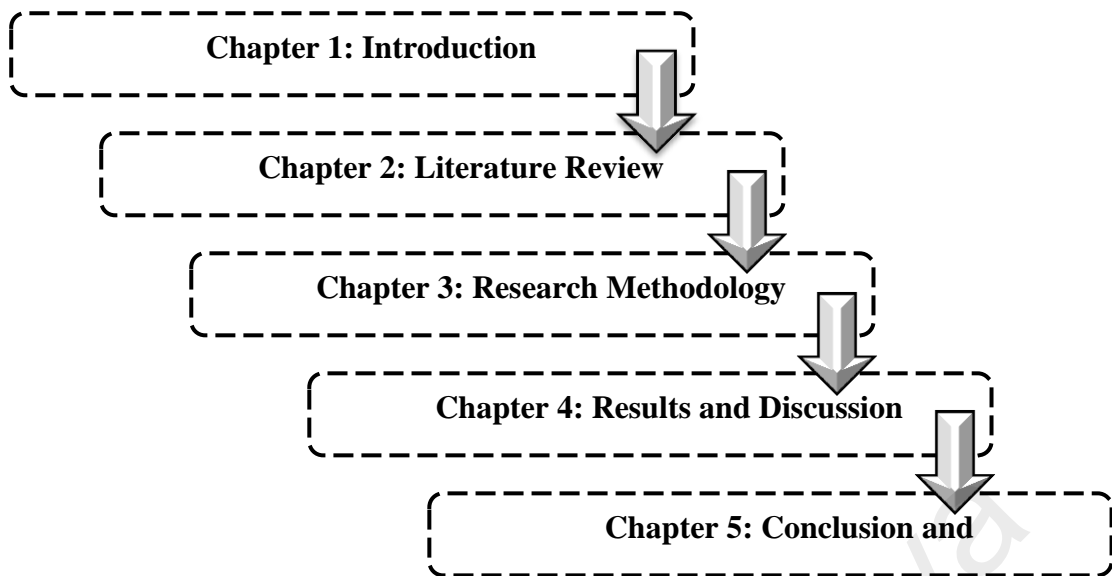 Chapter 1: Introduction
Chapter 2: Literature Review
Chapter 3: Research Methodology
Chapter 4: Results and Discussion
Chapter 5: Conclusion and